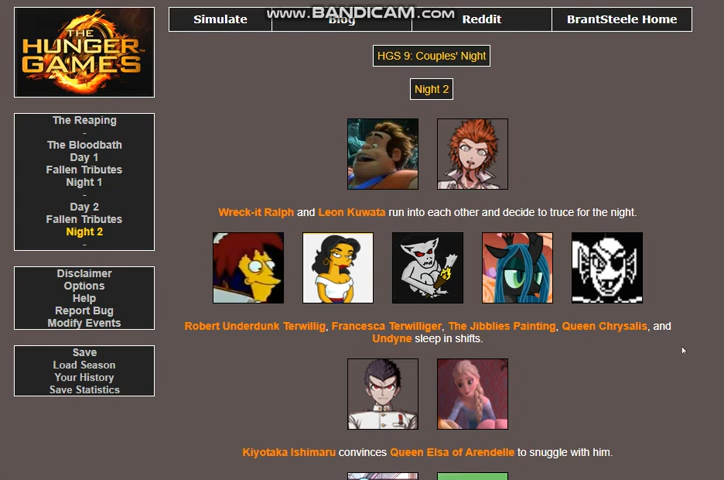 www.BANDICAM.com
Simulate
Blog
Reddit
BrantSteele Home
THE
HUNGER
GAMES
HGS 9: Couples' Night
Night 2
The Reaping
-
The Bloodbath
Day 1
Fallen Tributes
Night 1
-
Day 2
Fallen Tributes
Night 2
-
Wreck-it Ralph and Leon Kuwata run into each other and decide to truce for the night.
Disclaimer
Options
Help
Report Bug
Modify Events
Robert Underdunk Terwillig, Francesca Terwilliger, The Jibblies Painting, Queen Chrysalis, and
Undyne sleep in shifts.
Save
Load Season
Your History
Save Statistics
Kiyotaka Ishimaru convinces Queen Elsa of Arendelle to snuggle with him.